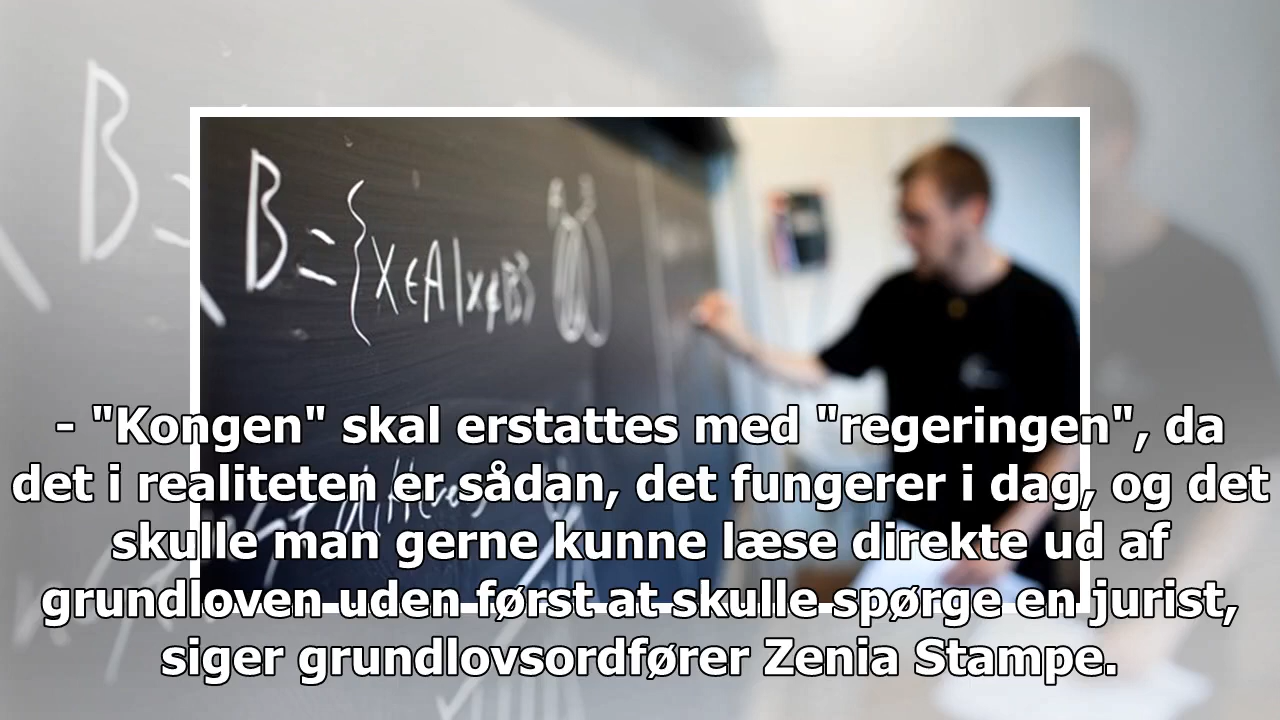 B = {x ∈ A | x ∉ B}
- "Kongen" skal erstattes med "regeringen", da
det i realiteten er sådan, det fungerer i dag, og det
skulle man gerne kunne læse direkte ud af
grundloven uden først at skulle spørge en jurist,
siger grundlovsordfører Zenia Stampe.